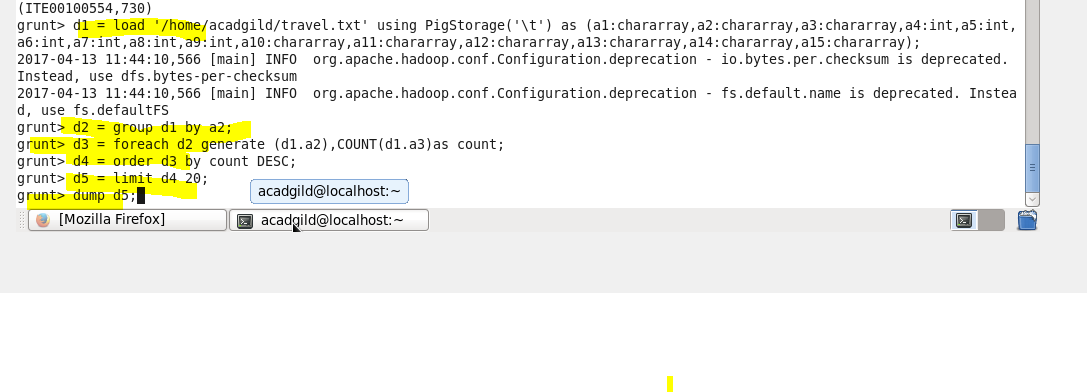 (ITE00100554,730)
grunt> d1 = load '/home/acadgild/travel.txt' using PigStorage('\t') as (a1:chararray,a2:chararray,a3:chararray,a4:int,a5:int,
a6:int,a7:int,a8:int,a9:int,a10:chararray,a11:chararray,a12:chararray,a13:chararray,a14:chararray,a15:chararray);
2017-04-13 11:44:10,566 [main] INFO  org.apache.hadoop.conf.Configuration.deprecation - io.bytes.per.checksum is deprecated.
Instead, use dfs.bytes-per-checksum
2017-04-13 11:44:10,566 [main] INFO  org.apache.hadoop.conf.Configuration.deprecation - fs.default.name is deprecated. Instea
d, use fs.defaultFS
grunt> d2 = group d1 by a2;
grunt> d3 = foreach d2 generate (d1.a2),COUNT(d1.a3)as count;
grunt> d4 = order d3 by count DESC;
grunt> d5 = limit d4 20;
grunt> dump d5;
acadgild@localhost:~
[Mozilla Firefox]
acadgild@localhost:~